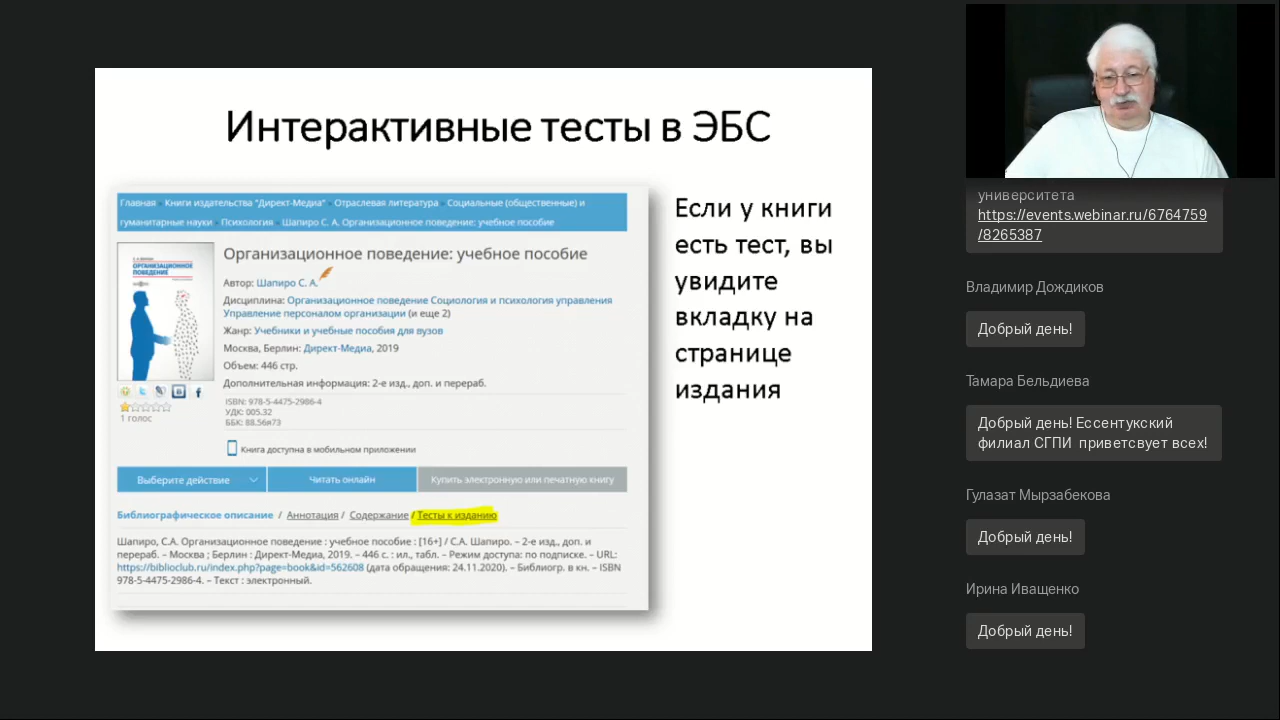 Интерактивные тесты в ЭБС
Главная Книги издательства "Директ-Медиа" Отраслевая литература Социальные (общественные) и
гуманитарные науки Психология Шапиро С. А. Организационное поведение: учебное пособие
ОРГАНИЗАЦИОННОЕ
ПОВЕДЕНИЕ
Организационное поведение: учебное пособие
Автор: Шапиро С. А.
Дисциплина: Организационное поведение Социология и психология управления
Управление персоналом организации (и еще 2)
Жанр: Учебники и учебные пособия для вузов
Москва, Берлин: Директ-Медиа, 2019
Объем: 446 стр.
Дополнительная информация: 2-е изд., доп. и перераб.
ISBN: 978-5-4475-2986-4
УДК: 005.32
ББК: 88.56я73
1 голос
Книга доступна в мобильном приложении
Выберите действие Читать онлайн Купить электронную или печатную книгу
Библиографическое описание / Аннотация / Содержание / Тесты к изданию
Шапиро, С.А. Организационное поведение : учебное пособие : [16+] / С.А. Шапиро. – 2-е изд., доп. и
перераб. – Москва ; Берлин : Директ-Медиа, 2019. – 446 с. : ил., табл. – Режим доступа: по подписке. – URL:
https://biblioclub.ru/index.php?page=book&id=562608 (дата обращения: 24.11.2020). – Библиогр. в кн. – ISBN
978-5-4475-2986-4. – Текст : электронный.
Если у книги
есть тест, вы
увидите
вкладку на
странице
издания
университета
https://events.webinar.ru/6764759
/8265387
Владимир Дождиков
Добрый день!
Тамара Бельдиева
Добрый день! Ессентукский
филиал СГПИ приветсвует всех!
Гулазат Мырзабекова
Добрый день!
Ирина Иващенко
Добрый день!